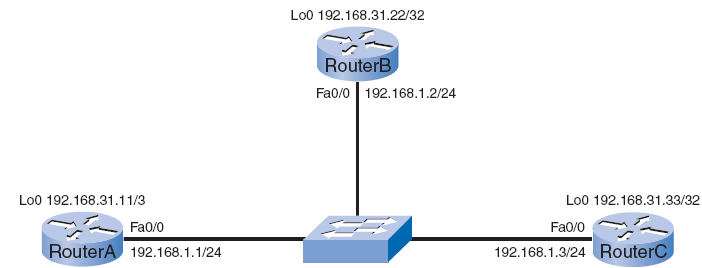 Lo0 192.168.31.22/32
RouterB
Fa0/0 192.168.1.2/24
Lo0 192.168.31.11/3
Lo0 192.168.31.33/32
Fa0/0
Fa0/0
RouterA 192.168.1.1/24
192.168.1.3/24 RouterC